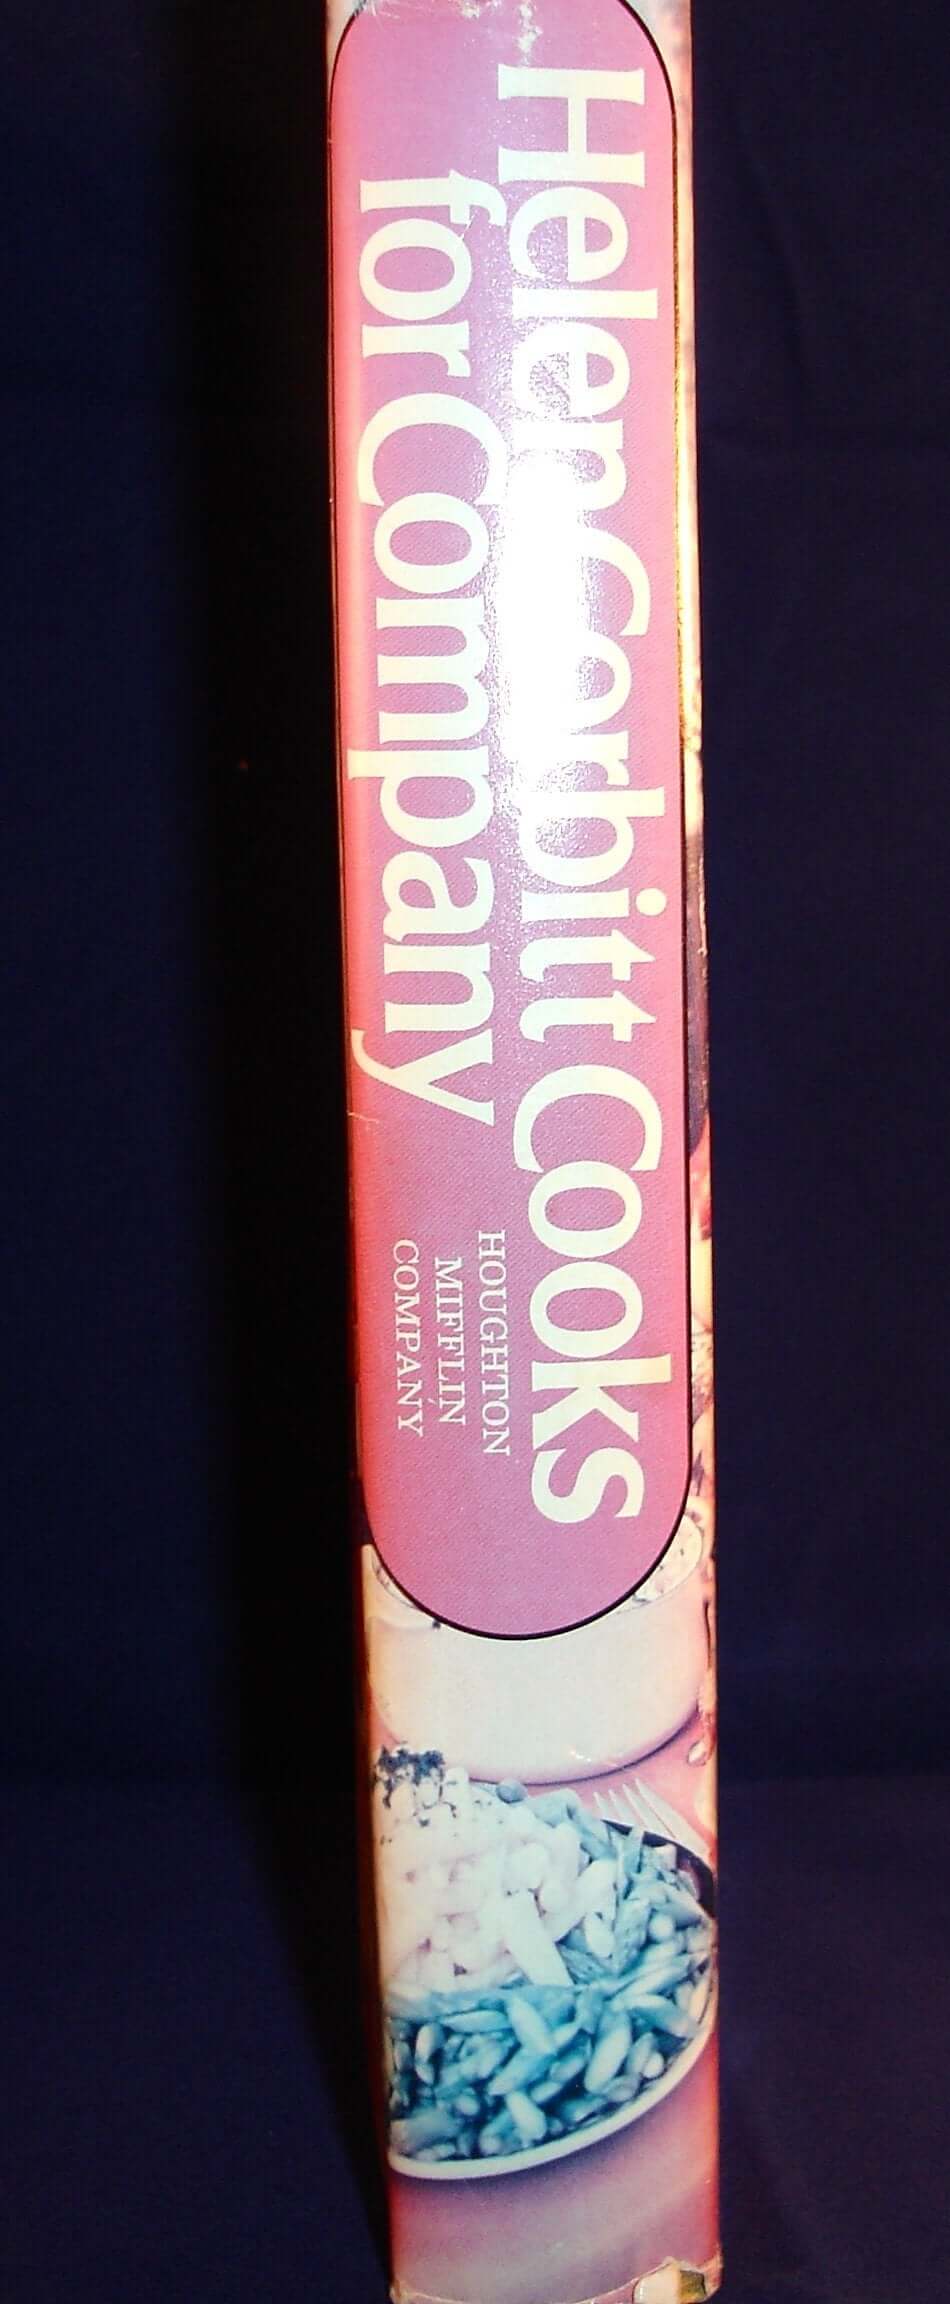 Helen Corbitt Cooks
for Company
HOUGHTON
MIFFLIN
COMPANY